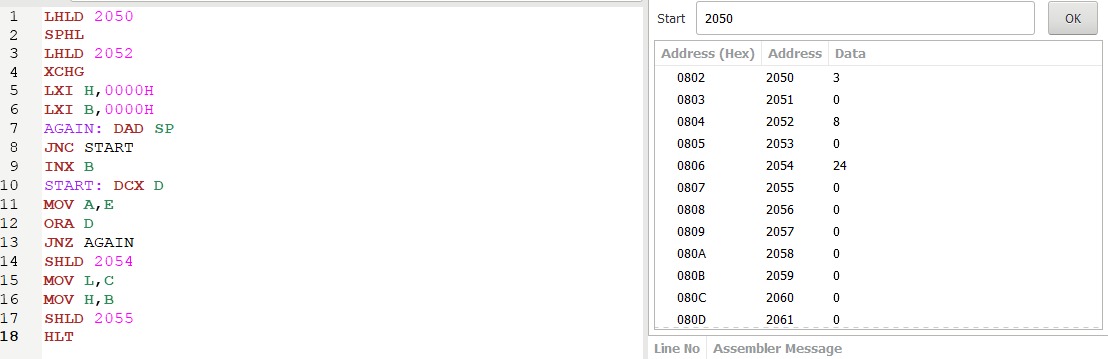 1 LHLD 2050
2 SPHL
3 LHLD 2052
4 XCHG
5 LXI H,0000H
6 LXI B,0000H
7 AGAIN: DAD SP
8 JNC START
9 INX B
10 START: DCX D
11 MOV A,E
12 ORA D
13 JNZ AGAIN
14 SHLD 2054
15 MOV L,C
16 MOV H,B
17 SHLD 2055
18 HLT
Start 2050 OK
Address (Hex) Address Data
0802 2050 3
0803 2051 0
0804 2052 8
0805 2053 0
0806 2054 24
0807 2055 0
0808 2056 0
0809 2057 0
080A 2058 0
080B 2059 0
080C 2060 0
080D 2061 0
Line No Assembler Message